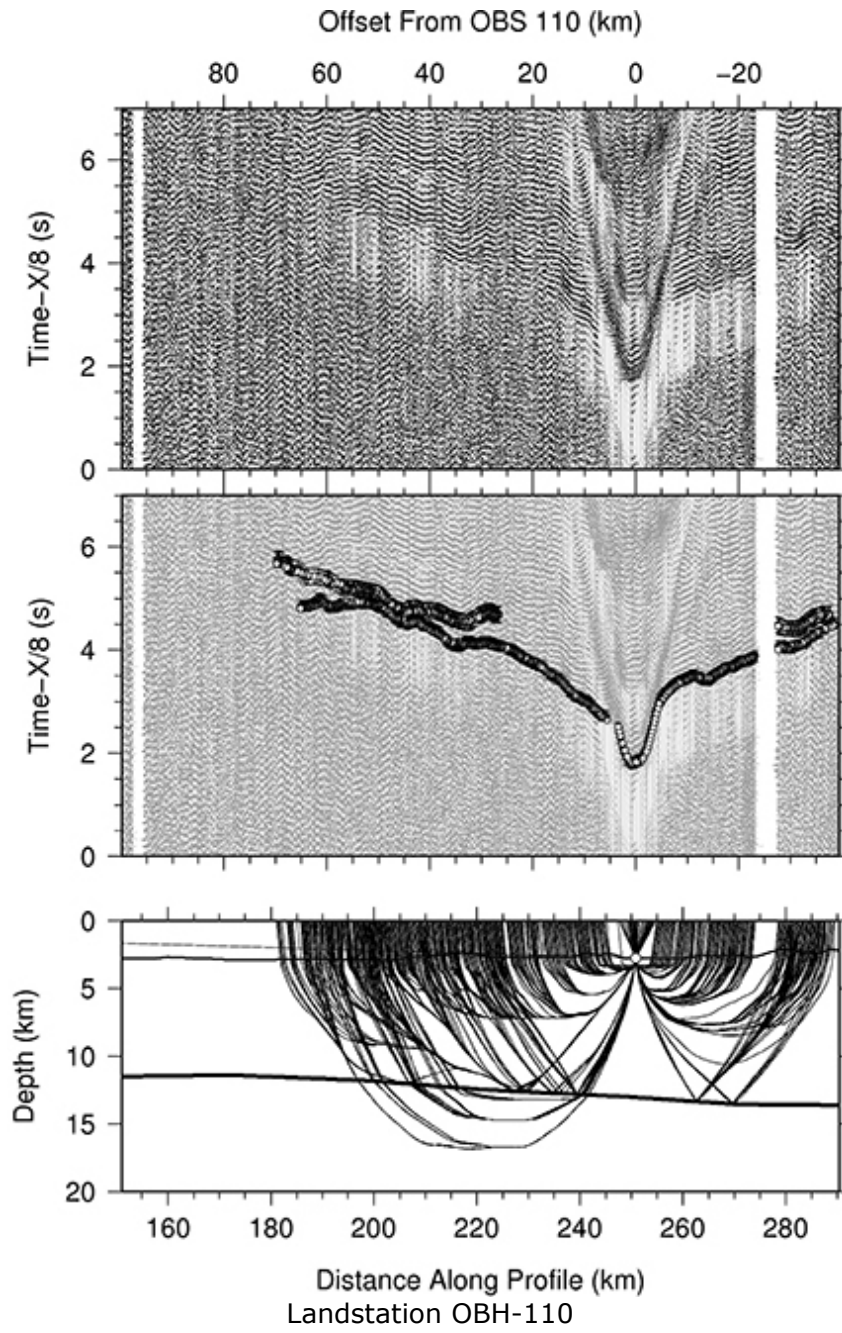 Offset From OBS 110 (km)
80 60 40 20 0 −20
6
4
2
0
Time−X/8 (s)
6
4
2
0
Time−X/8 (s)
0
5
10
15
20
Depth (km)
160 180 200 220 240 260 280
Distance Along Profile (km)
Landstation OBH-110